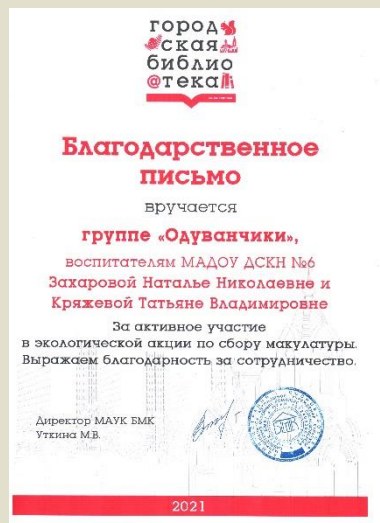 город
ская
библио
@тека
Благодарственное
письмо
вручается
группе «Одуванчики»,
воспитателям МАДОУ ДСКН №6
Захаровой Наталье Николаевне и
Кряжевой Татьяне Владимировне
За активное участие
в экологической акции по сбору макулатуры.
Выражаем благодарность за сотрудничество.
Директор МАУК БМК
Уткина М.В.
2021